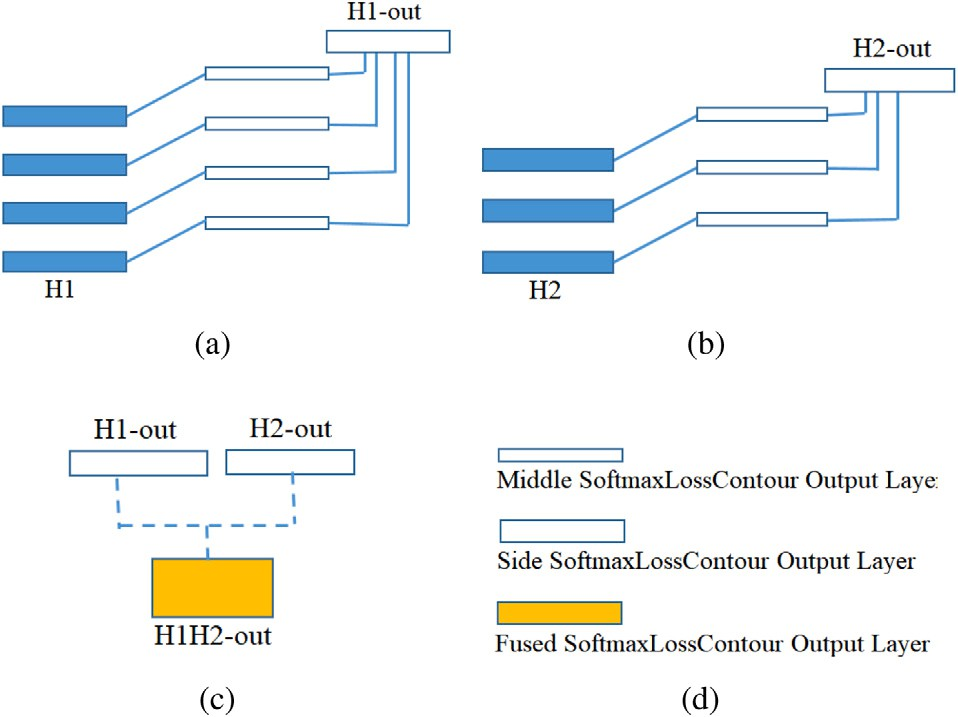 H1-out
H2-out
H1
H2
(a)
(b)
H1-out
H2-out
H1H2-out
(c)
Middle SoftmaxLossContour Output Laye
Side SoftmaxLossContour Output Layer
Fused SoftmaxLossContour Output Layer
(d)